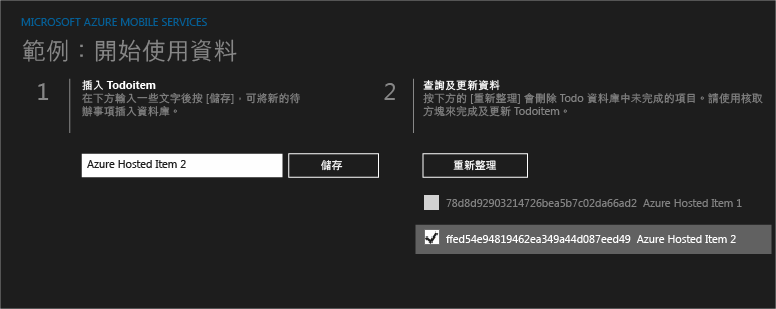 MICROSOFT AZURE MOBILE SERVICES
範例：開始使用資料
1
插入 Todoitem
在下方輸入一些文字後按 [儲存]，可將新的待
辦事項插入資料庫。
Azure Hosted Item 2
儲存
2
查詢及更新資料
按下方的 [重新整理] 會刪除 Todo 資料庫中未完成的項目。請使用核取
方塊來完成及更新 Todoitem。
重新整理
78d8d92903214726bea5b7c02da66ad2 Azure Hosted Item 1
ffed54e94819462ea349a44d087eed49 Azure Hosted Item 2